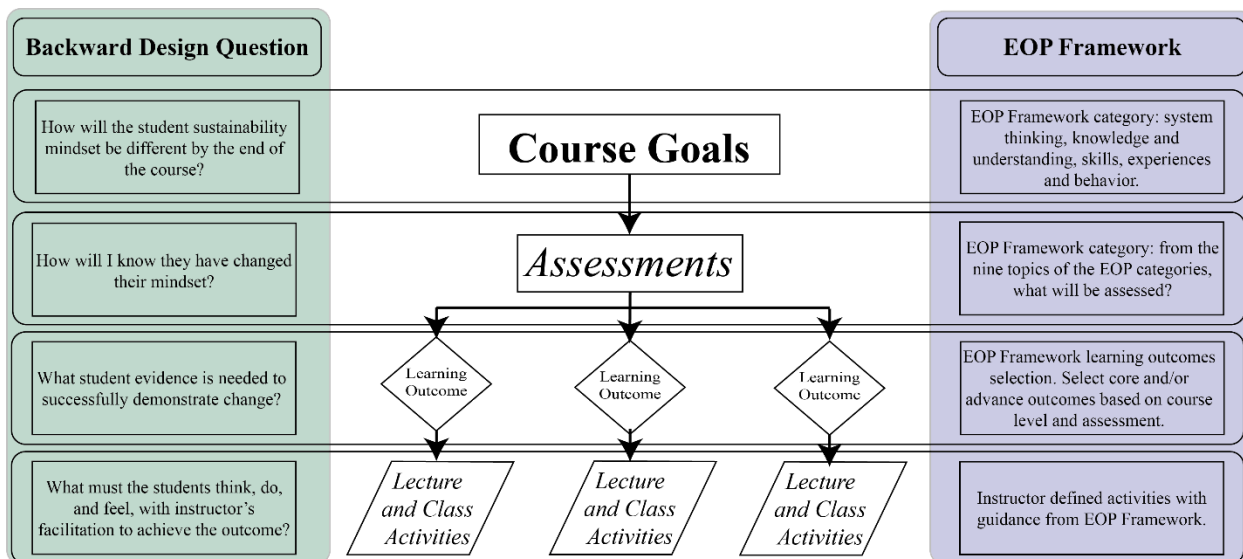 Backward Design Question
EOP Framework
How will the student sustainability
mindset be different by the end of
the course?
Course Goals
EOP Framework category: system
thinking, knowledge and
understanding, skills, experiences
and behavior.
How will I know they have changed
their mindset?
Assessments
EOP Framework category: from the
nine topics of the EOP categories,
what will be assessed?
What student evidence is needed to
successfully demonstrate change?
Learning
Outcome
Learning
Outcome
Learning
Outcome
EOP Framework learning outcomes
selection. Select core and/or
advance outcomes based on course
level and assessment.
What must the students think, do,
and feel, with instructor's
facilitation to achieve the outcome?
Lecture
and Class
Activities
Lecture
and Class
Activities
Lecture
and Class
Activities
Instructor defined activities with
guidance from EOP Framework.